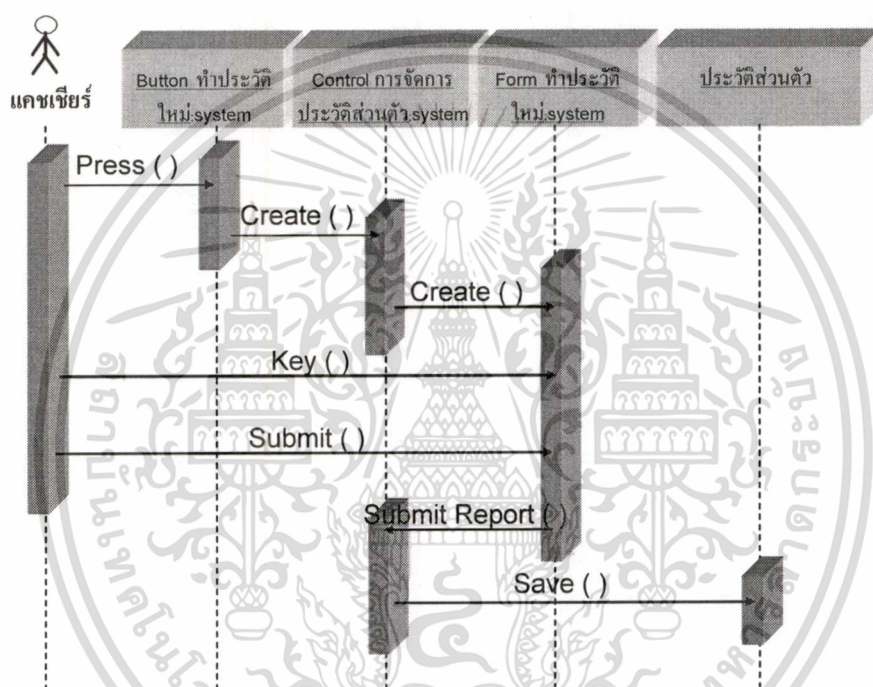 แคชเชียร์
Button ทำประวัติ
ใหม่:system
Control การจัดการ
ประวัติส่วนตัว:system
Form ทำประวัติ
ใหม่:system
ประวัติส่วนตัว
Press ( )
Create ( )
Create ( )
Key ( )
Submit ( )
Submit Report ( )
Save ( )